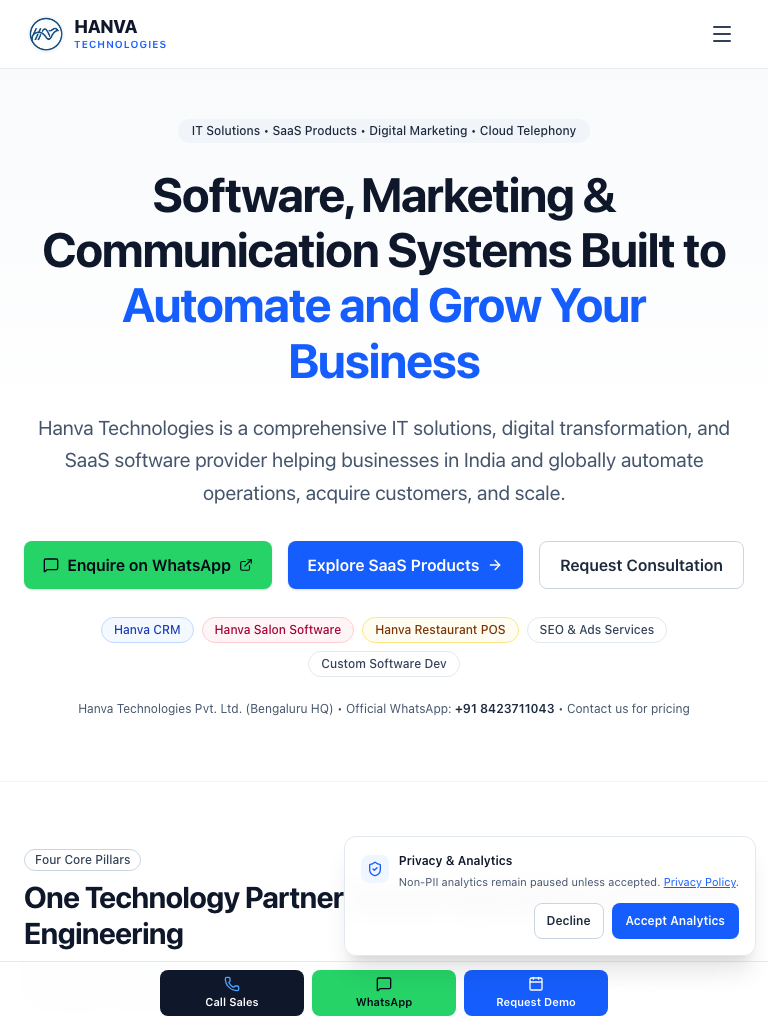 HANVA
TECHNOLOGIES
IT Solutions • SaaS Products • Digital Marketing • Cloud Telephony
Software, Marketing &
Communication Systems Built to
Automate and Grow Your
Business
Hanva Technologies is a comprehensive IT solutions, digital transformation, and
SaaS software provider helping businesses in India and globally automate
operations, acquire customers, and scale.
Enquire on WhatsApp
Explore SaaS Products
Request Consultation
Hanva CRM
Hanva Salon Software
Hanva Restaurant POS
SEO & Ads Services
Custom Software Dev
Hanva Technologies Pvt. Ltd. (Bengaluru HQ) • Official WhatsApp: +91 8423711043 • Contact us for pricing
Four Core Pillars
One Technology Partner
Engineering
Privacy & Analytics
Non-PII analytics remain paused unless accepted. Privacy Policy.
Decline
Accept Analytics
Call Sales
WhatsApp
Request Demo